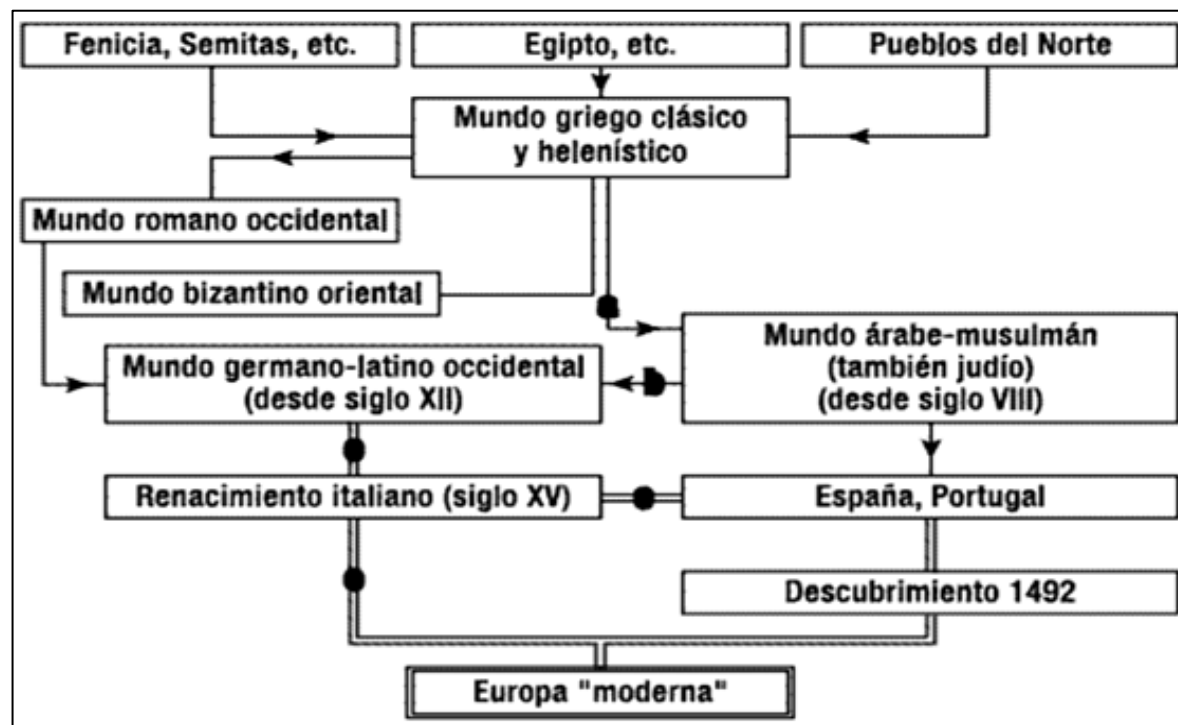 Fenicia, Semitas, etc.
Egipto, etc.
Pueblos del Norte
Mundo griego clásico
y helenístico
Mundo romano occidental
Mundo bizantino oriental
Mundo árabe-musulmán
(también judío)
(desde siglo VIII)
Mundo germano-latino occidental
(desde siglo XII)
Renacimiento italiano (siglo XV)
España, Portugal
Descubrimiento 1492
Europa "moderna"